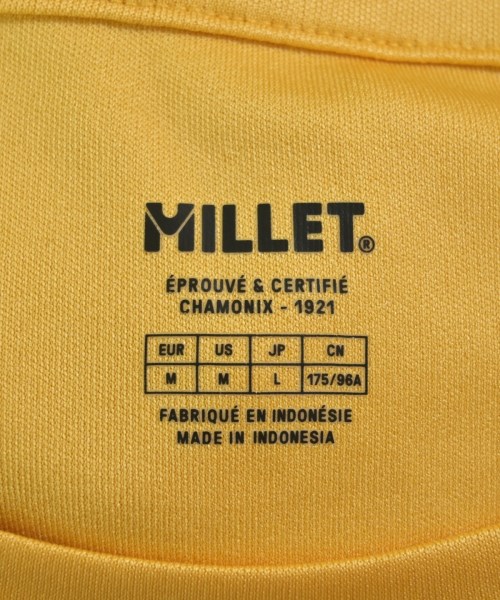 MILLET®
ÉPROUVÉ & CERTIFIÉ
CHAMONIX - 1921
EUR US JP CN
M M L 175/96A
FABRIQUÉ EN INDONÉSIE
MADE IN INDONESIA